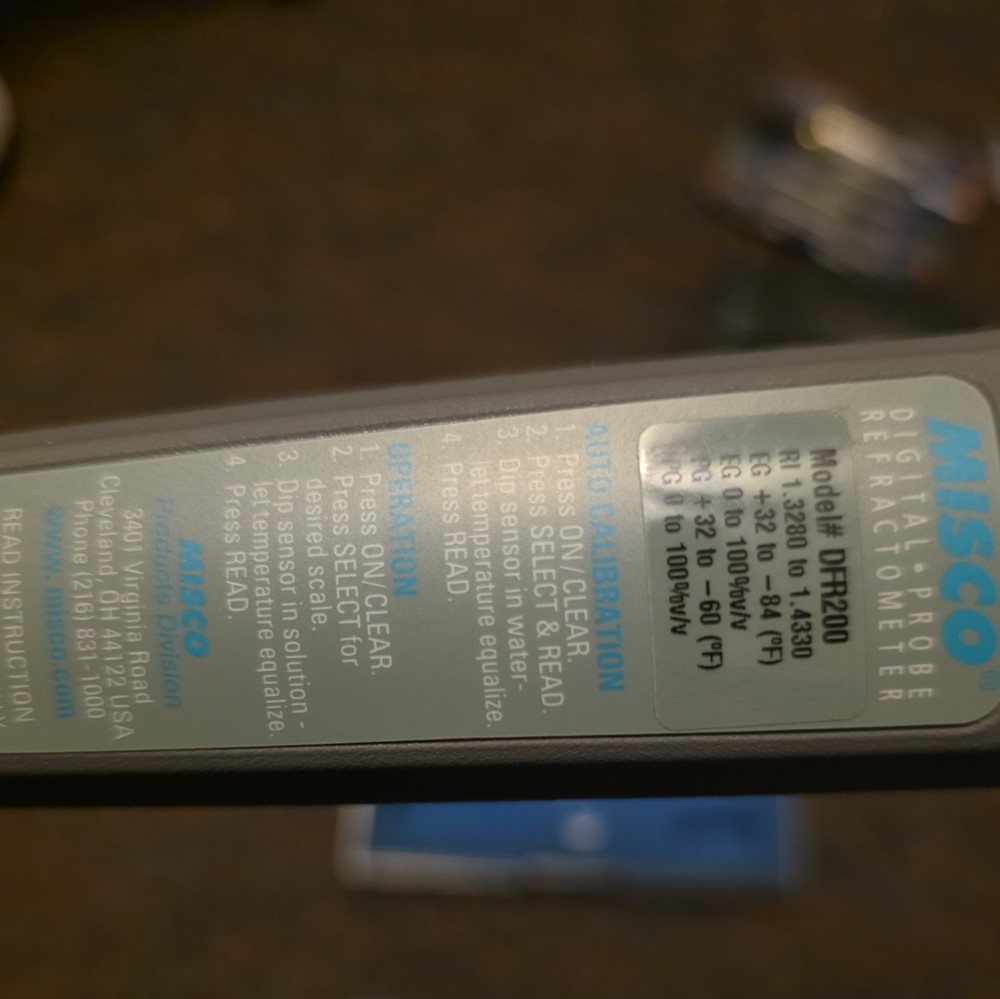 MISCO®
DIGITAL • PROBE
REFRACTOMETER
Model# DFR200
RI 1.3280 to 1.4330
EG +32 to −84 (ºF)
EG 0 to 100%v/v
PG +32 to −60 (ºF)
PG 0 to 100%v/v
AUTO CALIBRATION
1. Press ON/CLEAR.
2. Press SELECT & READ.
3. Dip sensor in water-
let temperature equalize.
4. Press READ.
OPERATION
1. Press ON/CLEAR.
2. Press SELECT for
desired scale.
3. Dip sensor in solution -
let temperature equalize.
4. Press READ.
MISCO
Products Division
3401 Virginia Road
Cleveland, OH 44122 USA
Phone (216) 831-1000
www.misco.com
READ INSTRUCTION